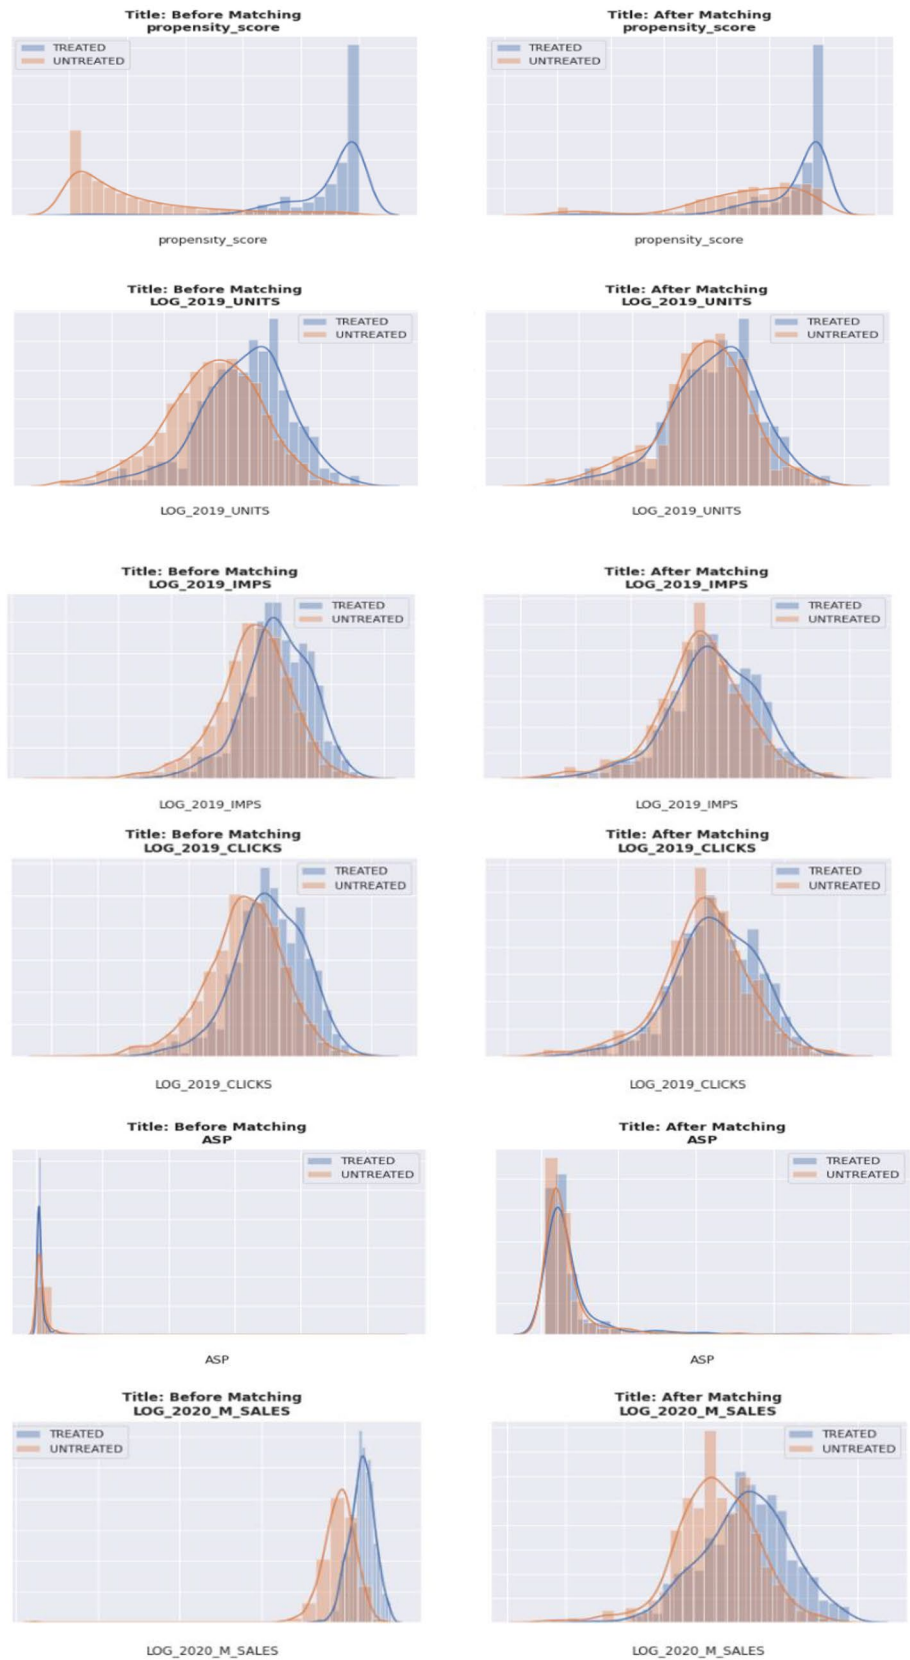 Title: Before Matching
propensity_score
TREATED
UNTREATED
propensity_score
Title: After Matching
propensity_score
TREATED
UNTREATED
propensity_score
Title: Before Matching
LOG_2019_UNITS
TREATED
UNTREATED
LOG_2019_UNITS
Title: After Matching
LOG_2019_UNITS
TREATED
UNTREATED
LOG_2019_UNITS
Title: Before Matching
LOG_2019_IMPS
TREATED
UNTREATED
LOG_2019_IMPS
Title: After Matching
LOG_2019_IMPS
TREATED
UNTREATED
LOG_2019_IMPS
Title: Before Matching
LOG_2019_CLICKS
TREATED
UNTREATED
LOG_2019_CLICKS
Title: After Matching
LOG_2019_CLICKS
TREATED
UNTREATED
LOG_2019_CLICKS
Title: Before Matching
ASP
TREATED
UNTREATED
ASP
Title: After Matching
ASP
TREATED
UNTREATED
ASP
Title: Before Matching
LOG_2020_M_SALES
TREATED
UNTREATED
LOG_2020_M_SALES
Title: After Matching
LOG_2020_M_SALES
TREATED
UNTREATED
LOG_2020_M_SALES